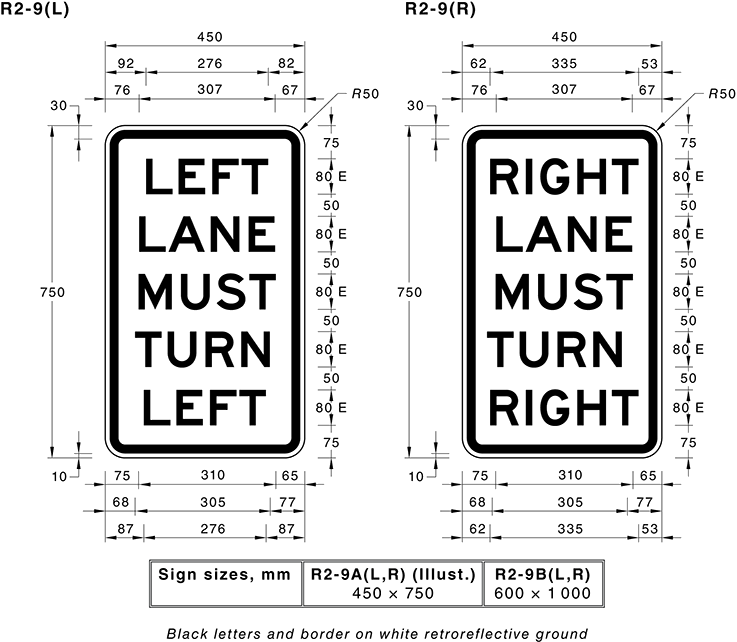 R2-9(L)
R2-9(R)
450
92 276 82
76 307 67
R50
30
750
10
LEFT
LANE
MUST
TURN
LEFT
75
80 E
50
80 E
50
80 E
50
80 E
50
80 E
75
75 310 65
68 305 77
87 276 87
450
62 335 53
76 307 67
R50
30
750
10
RIGHT
LANE
MUST
TURN
RIGHT
75
80 E
50
80 E
50
80 E
50
80 E
50
80 E
75
75 310 65
68 305 77
62 335 53
Sign sizes, mm
R2-9A(L,R) (Illust.)
450 × 750
R2-9B(L,R)
600 × 1 000
Black letters and border on white retroreflective ground